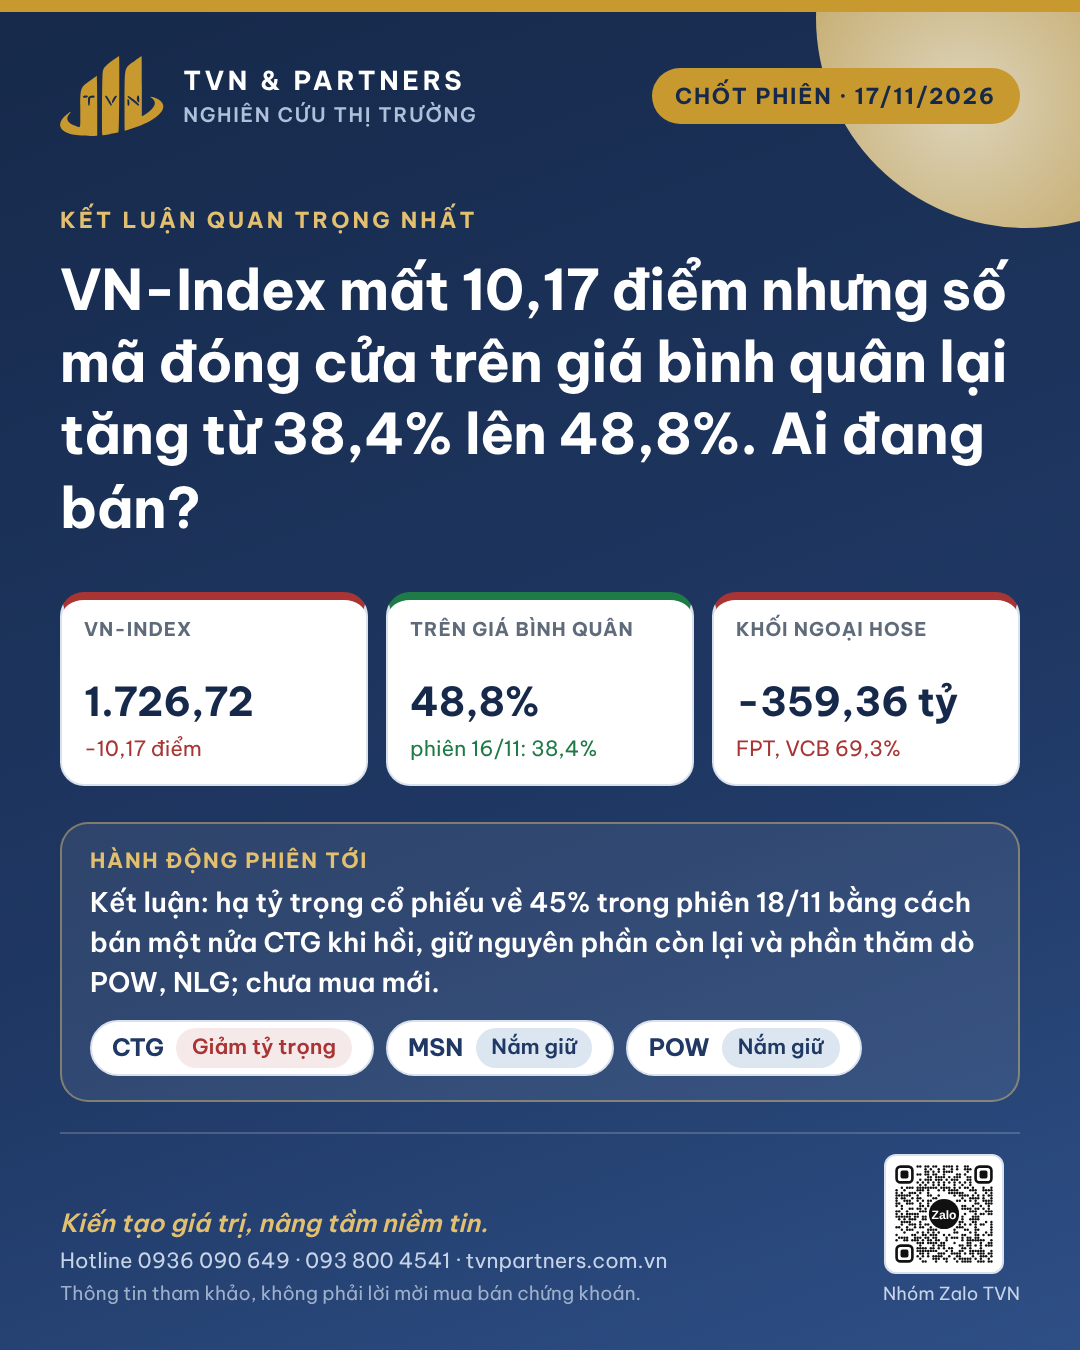 TVN
TVN & PARTNERS
NGHIÊN CỨU THỊ TRƯỜNG
CHỐT PHIÊN · 17/11/2026
KẾT LUẬN QUAN TRỌNG NHẤT
VN-Index mất 10,17 điểm nhưng số
mã đóng cửa trên giá bình quân lại
tăng từ 38,4% lên 48,8%. Ai đang
bán?
VN-INDEX
1.726,72
-10,17 điểm
TRÊN GIÁ BÌNH QUÂN
48,8%
phiên 16/11: 38,4%
KHỐI NGOẠI HOSE
-359,36 tỷ
FPT, VCB 69,3%
HÀNH ĐỘNG PHIÊN TỚI
Kết luận: hạ tỷ trọng cổ phiếu về 45% trong phiên 18/11 bằng cách
bán một nửa CTG khi hồi, giữ nguyên phần còn lại và phần thăm dò
POW, NLG; chưa mua mới.
CTG Giảm tỷ trọng
MSN Nắm giữ
POW Nắm giữ
Kiến tạo giá trị, nâng tầm niềm tin.
Hotline 0936 090 649 · 093 800 4541 · tvnpartners.com.vn
Thông tin tham khảo, không phải lời mời mua bán chứng khoán.
Zalo
Nhóm Zalo TVN